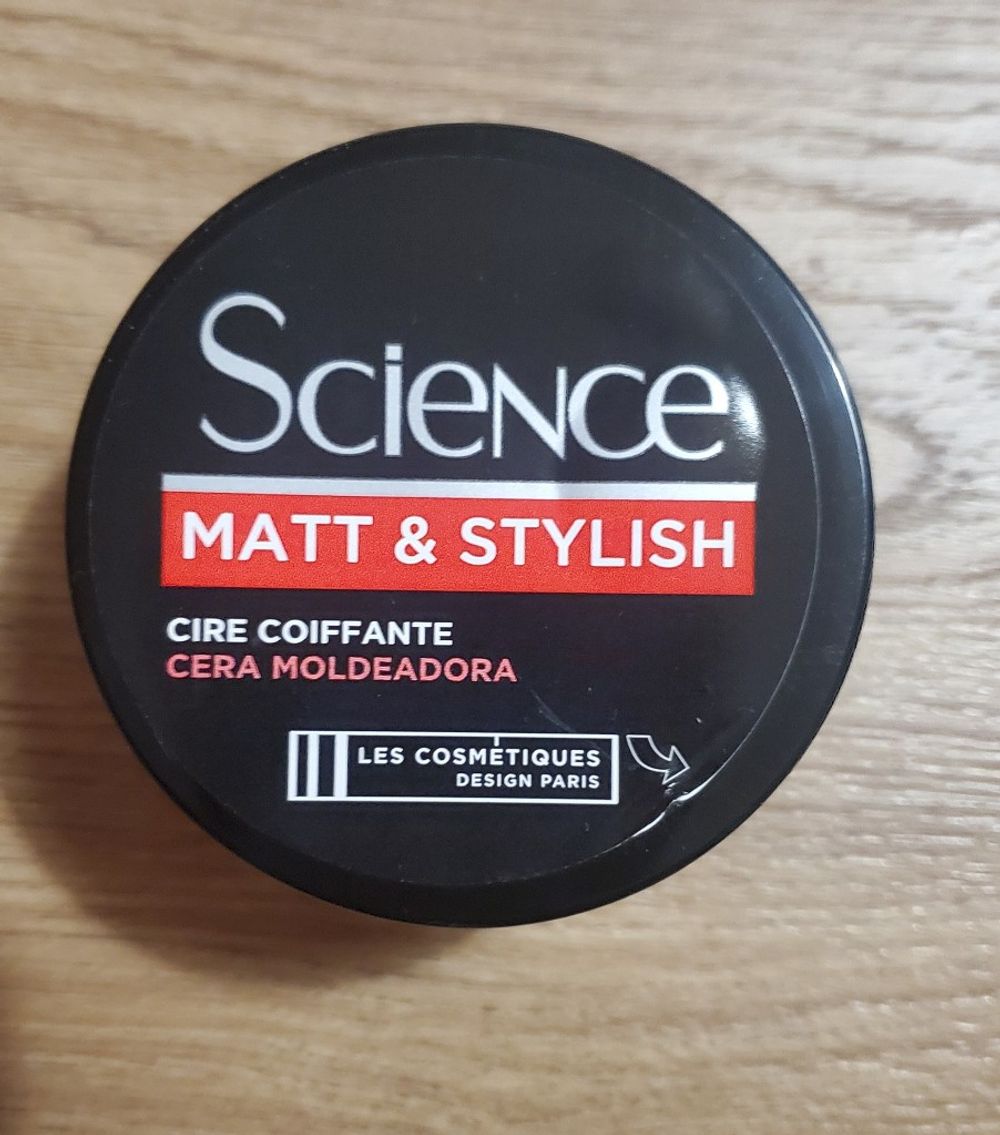 Science
MATT & STYLISH
CIRE COIFFANTE
CERA MOLDEADORA
LES COSMÉTIQUES
DESIGN PARIS